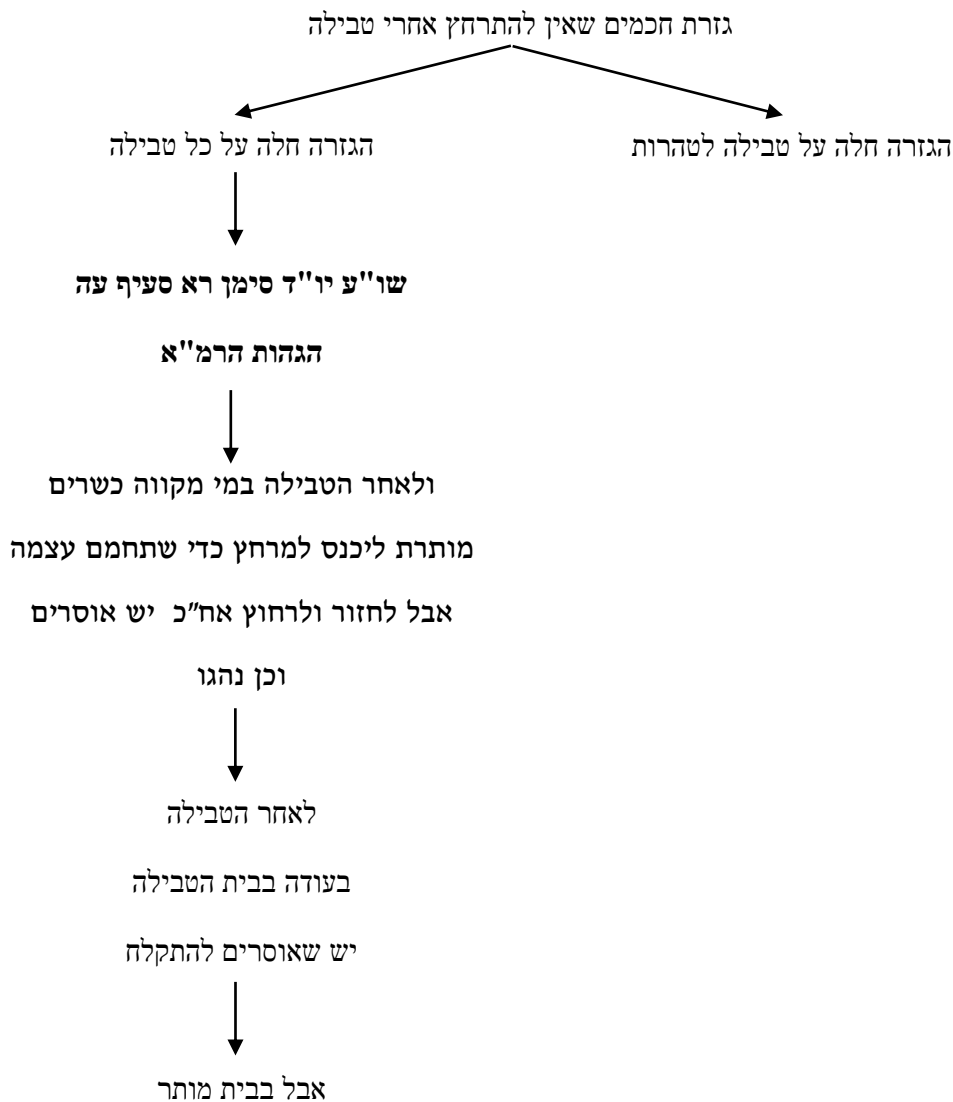 גזרת חכמים שאין להתרחץ אחרי טבילה
הגזרה חלה על טבילה לטהרות
הגזרה חלה על כל טבילה
שו''ע יו''ד סימן רא סעיף עה
הגהות הרמ''א
ולאחר הטבילה במי מקווה כשרים
מותרת ליכנס למרחץ כדי שתחמם עצמה
אבל לחזור ולרחוץ אח״כ יש אוסרים
וכן נהגו
לאחר הטבילה
בעודה בבית הטבילה
יש שאוסרים להתקלח
אבל בבית מותר